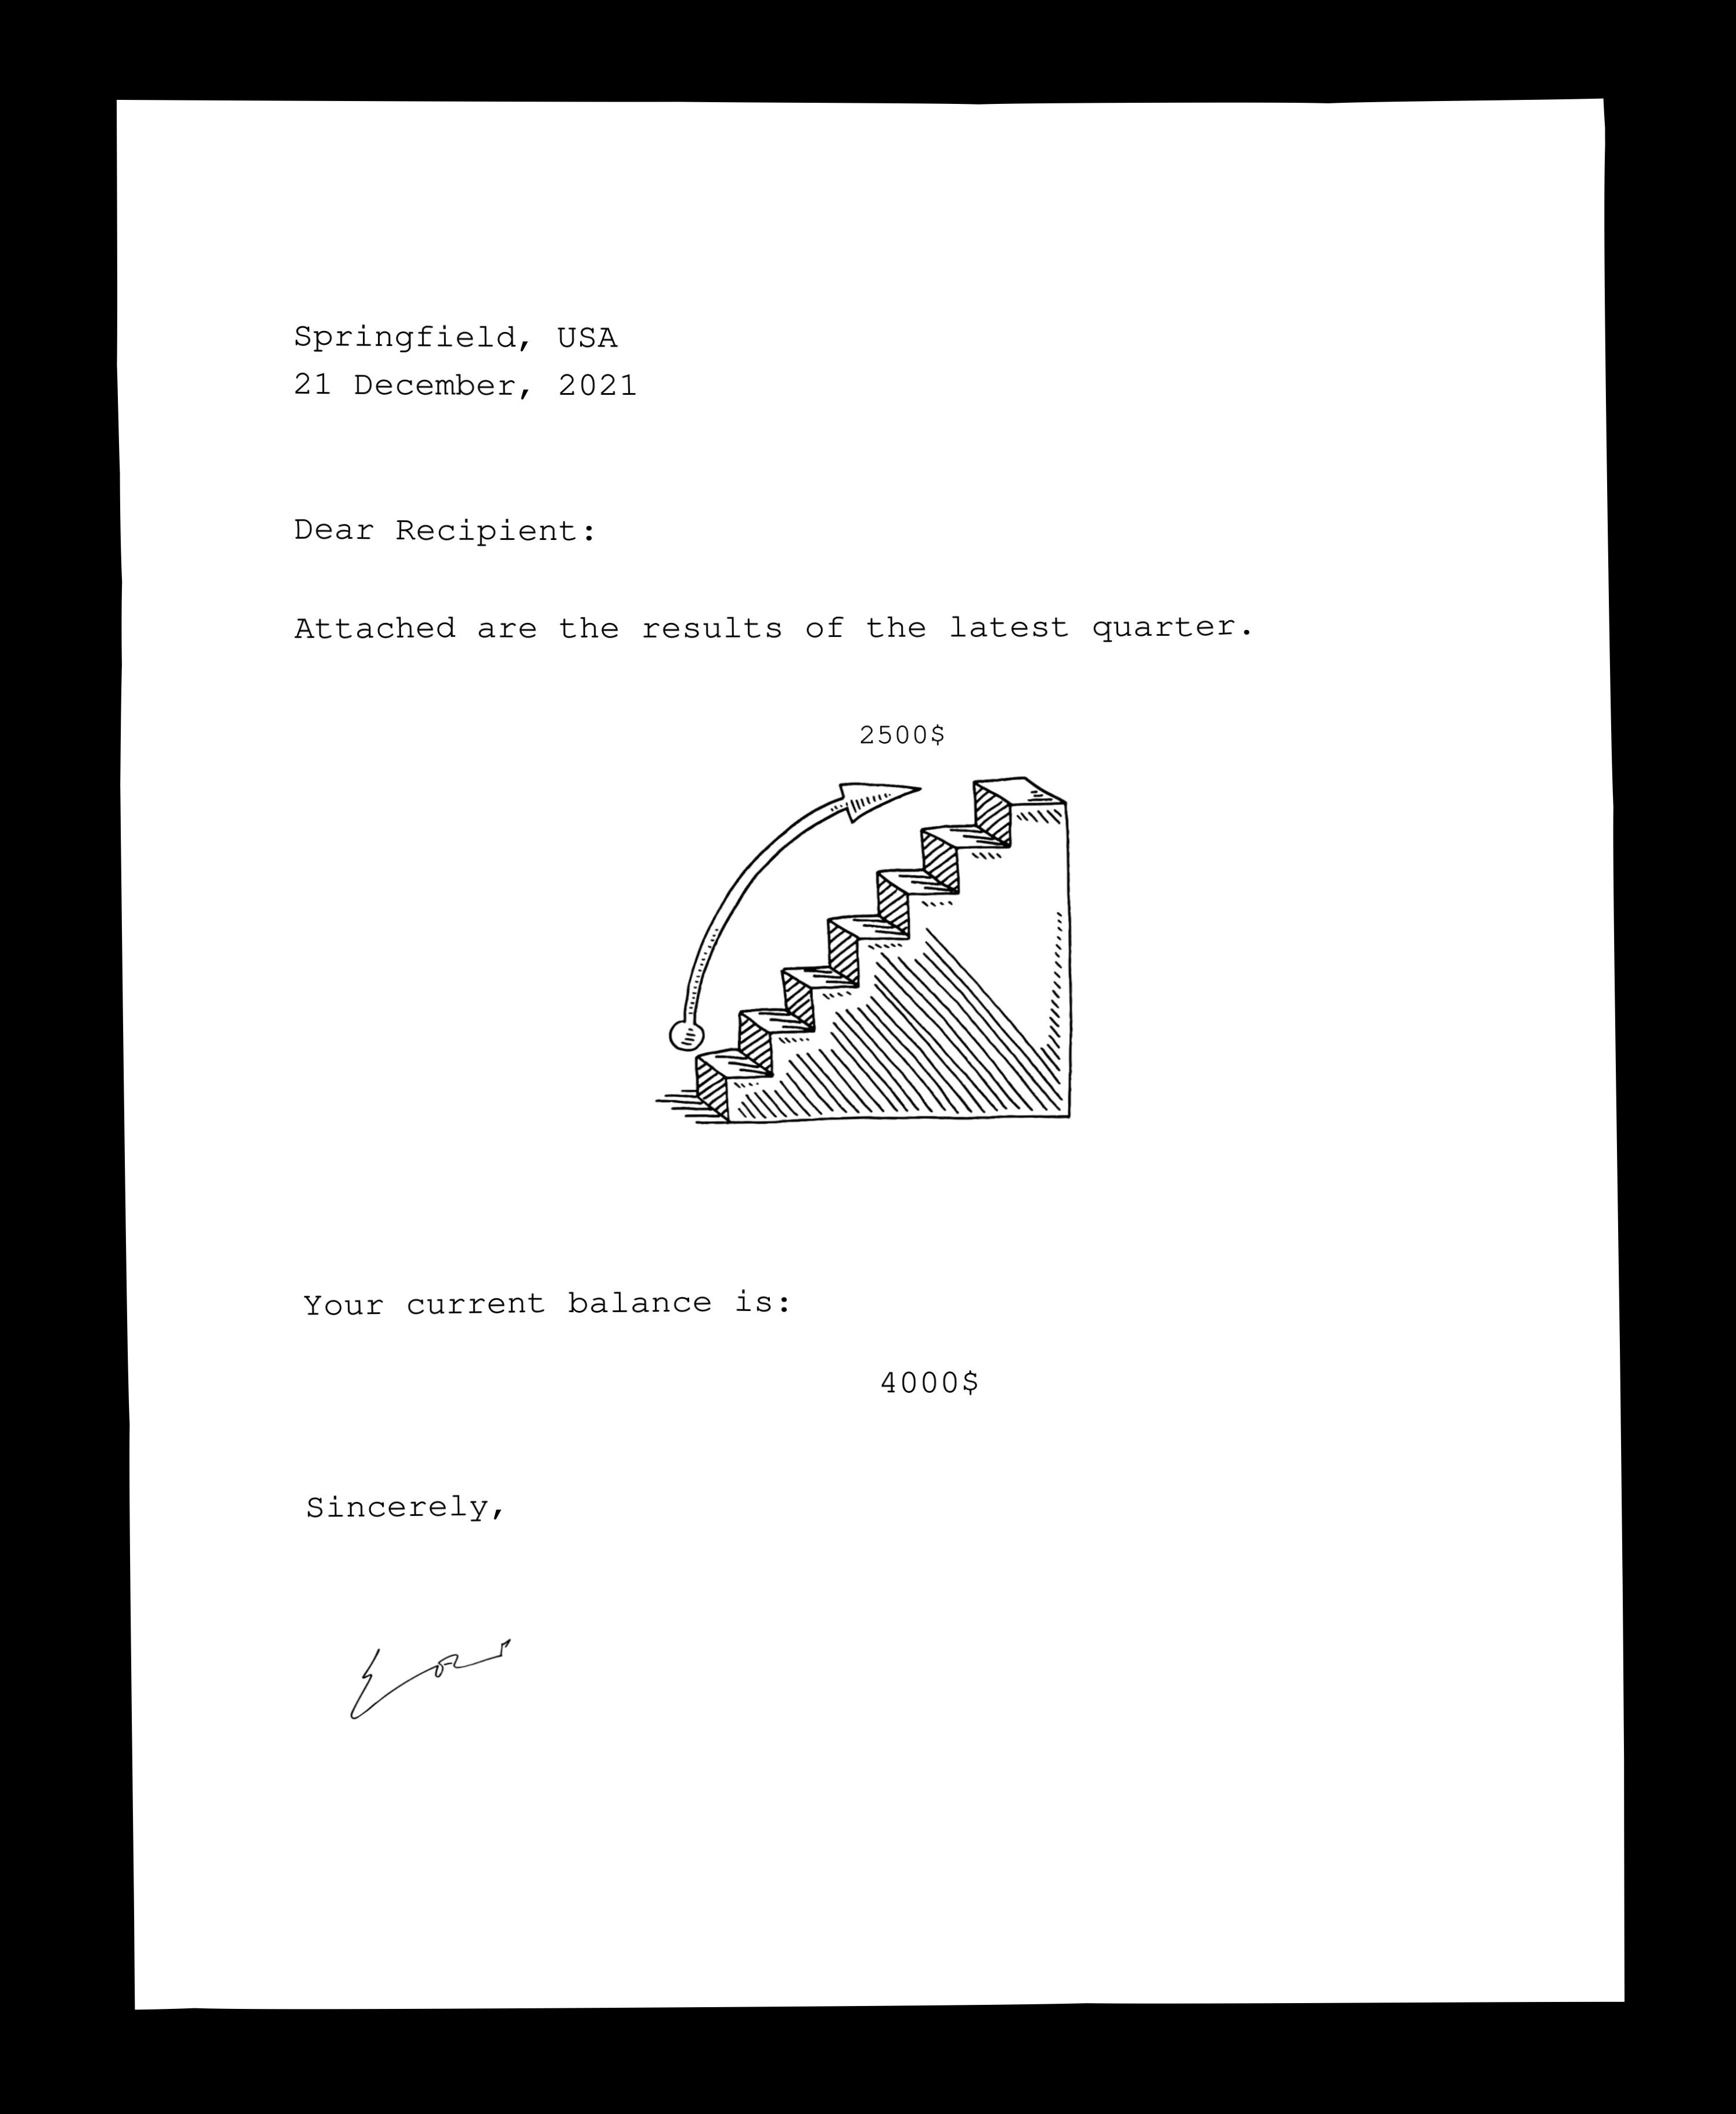 Springfield, USA
21 December, 2021
Dear Recipient:
Attached are the results of the latest quarter.
2500$
Your current balance is:
4000$
Sincerely,